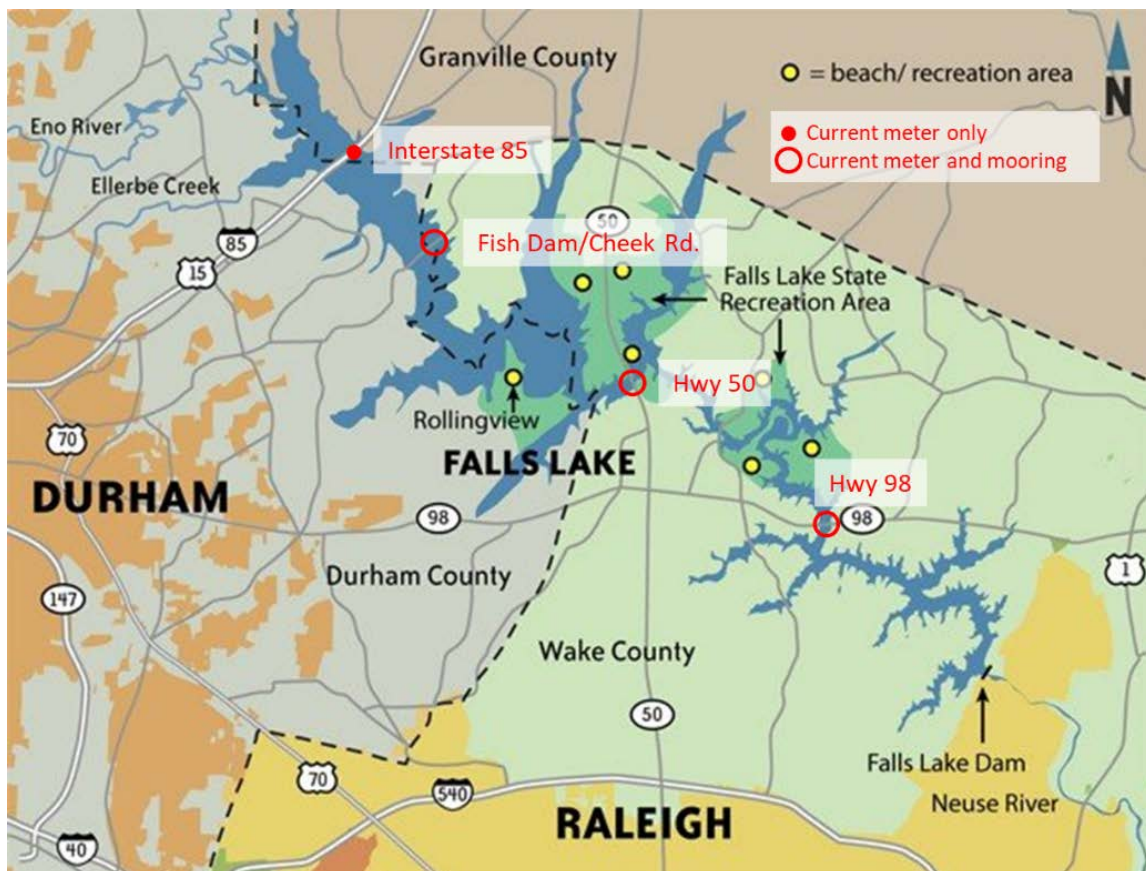 Granville County
= beach/ recreation area
N
Eno River
Current meter only
Current meter and mooring
Interstate 85
Ellerbe Creek
50
85
Fish Dam/Cheek Rd.
15
Falls Lake State
Recreation Area
Hwy 50
Rollingview
70
FALLS LAKE
DURHAM
Hwy 98
98
98
Durham County
1
147
Wake County
50
Falls Lake Dam
70
540
Neuse River
RALEIGH
40